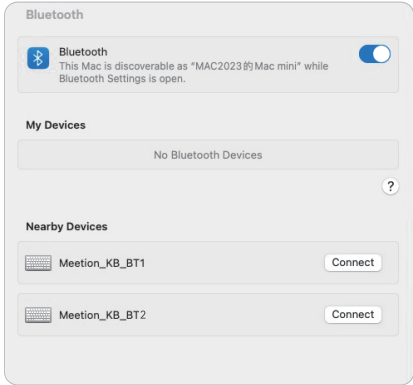 Bluetooth
Bluetooth
This Mac is discoverable as “MAC2023的Mac mini” while
Bluetooth Settings is open.
My Devices
No Bluetooth Devices
?
Nearby Devices
Meetion_KB_BT1 Connect
Meetion_KB_BT2 Connect